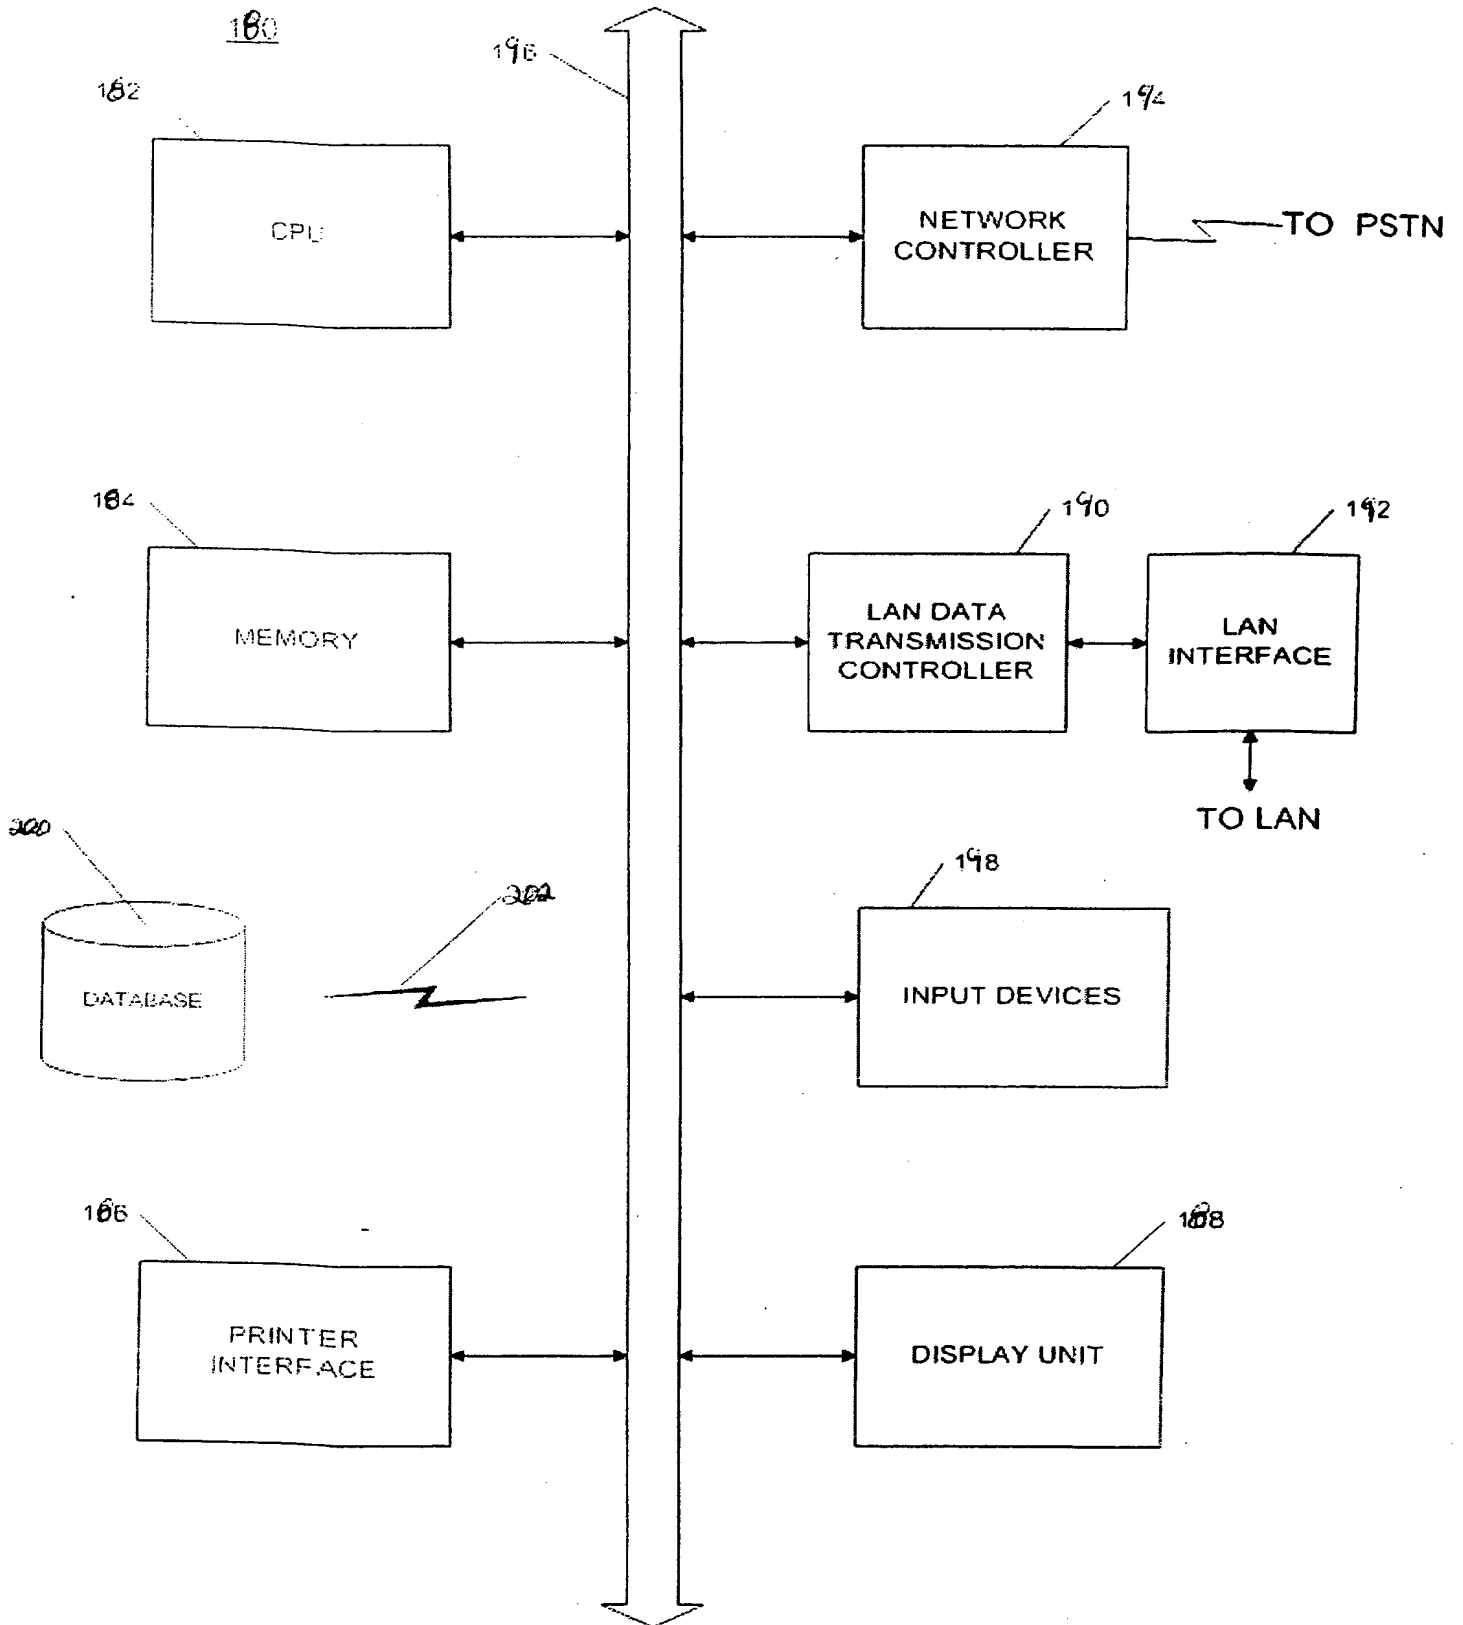 180
196
182
194
CPU
NETWORK
CONTROLLER
TO PSTN
184
190
192
MEMORY
LAN DATA
TRANSMISSION
CONTROLLER
LAN
INTERFACE
TO LAN
200
202
198
DATABASE
INPUT DEVICES
186
188
PRINTER
INTERFACE
DISPLAY UNIT